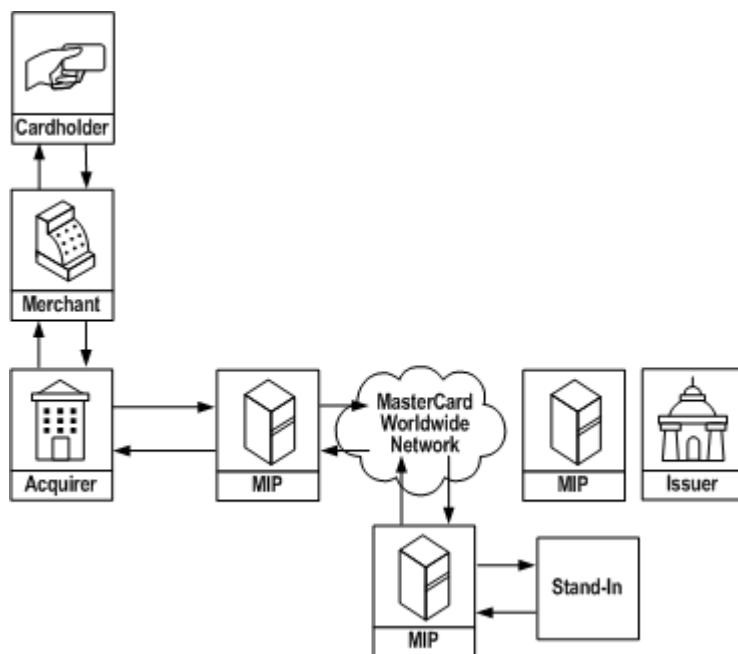 Cardholder
Merchant
Acquirer
MIP
MasterCard
Worldwide
Network
MIP
Issuer
MIP
Stand-In